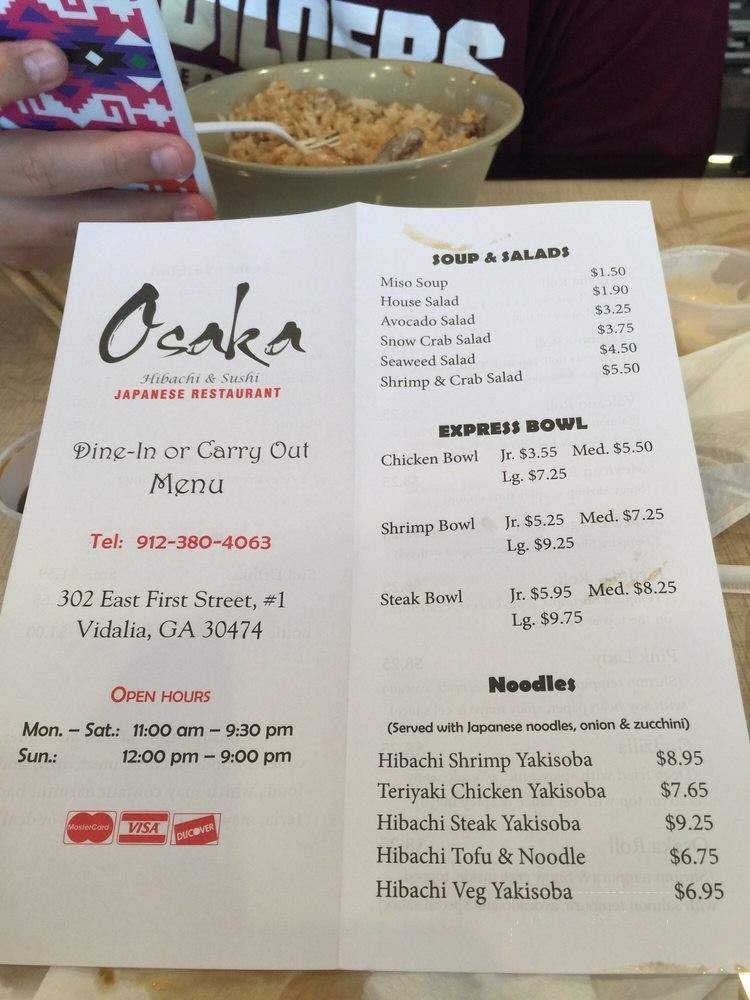 Osaka
Hibachi & Sushi
JAPANESE RESTAURANT
Dine-In or Carry Out
Menu
Tel: 912-380-4063
302 East First Street, #1
Vidalia, GA 30474
OPEN HOURS
Mon. – Sat.: 11:00 am – 9:30 pm
Sun.: 12:00 pm – 9:00 pm
MasterCard VISA DISCOVER
SOUP & SALADS
Miso Soup $1.50
House Salad $1.90
Avocado Salad $3.25
Snow Crab Salad $3.75
Seaweed Salad $4.50
Shrimp & Crab Salad $5.50
EXPRESS BOWL
Chicken Bowl Jr. $3.55 Med. $5.50
Lg. $7.25
Shrimp Bowl Jr. $5.25 Med. $7.25
Lg. $9.25
Steak Bowl Jr. $5.95 Med. $8.25
Lg. $9.75
Noodles
(Served with Japanese noodles, onion & zucchini)
Hibachi Shrimp Yakisoba $8.95
Teriyaki Chicken Yakisoba $7.65
Hibachi Steak Yakisoba $9.25
Hibachi Tofu & Noodle $6.75
Hibachi Veg Yakisoba $6.95